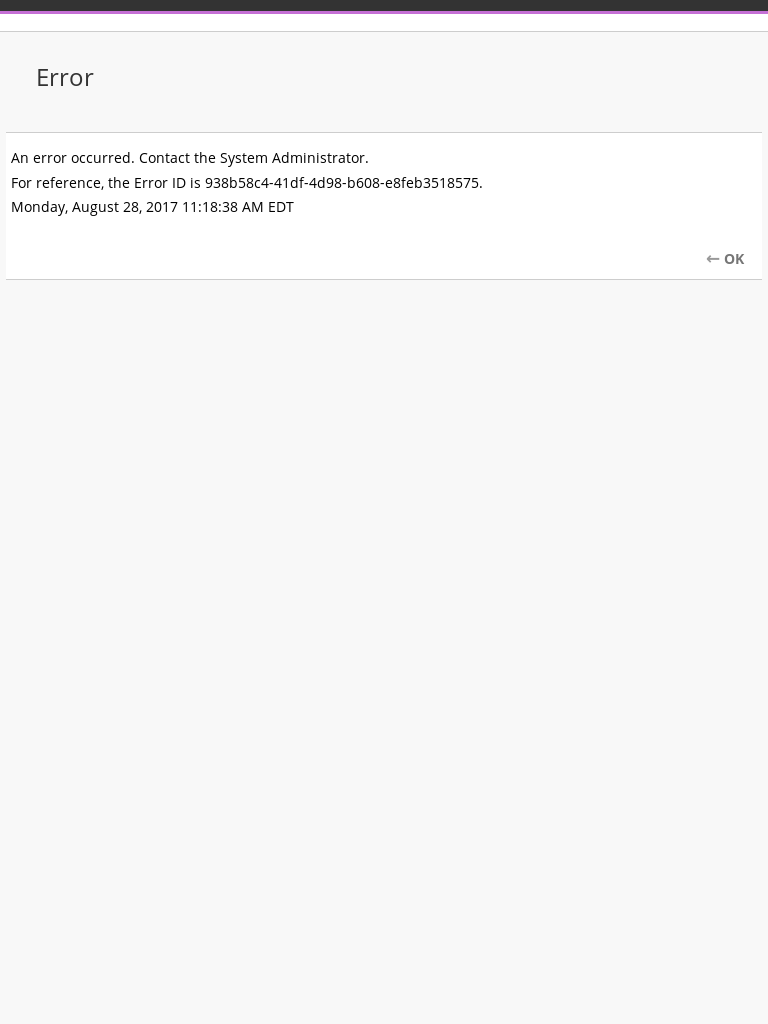 Error
An error occurred. Contact the System Administrator.
For reference, the Error ID is 938b58c4-41df-4d98-b608-e8feb3518575.
Monday, August 28, 2017 11:18:38 AM EDT
← OK